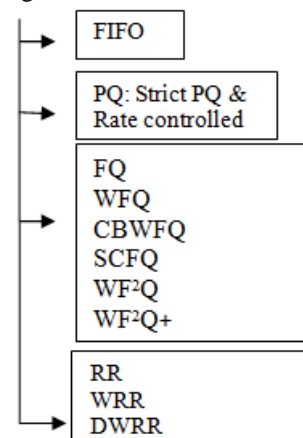 FIFO
PQ: Strict PQ &
Rate controlled
FQ
WFQ
CBWFQ
SCFQ
WF²Q
WF²Q+
RR
WRR
DWRR